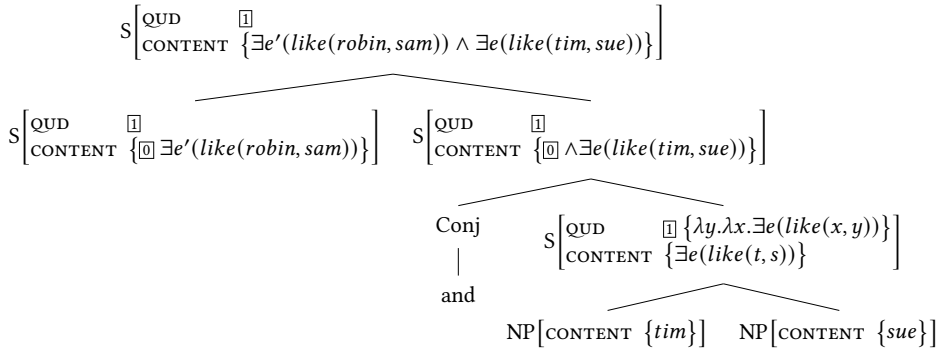 S[QUD 1
CONTENT {∃e′(like(robin, sam)) ∧ ∃e(like(tim, sue))}]
S[QUD 1
CONTENT {0 ∃e′(like(robin, sam))}]
S[QUD 1
CONTENT {0 ∧∃e(like(tim, sue))}]
Conj
S[QUD 1 {λy.λx.∃e(like(x, y))}
CONTENT {∃e(like(t, s))}]
and
NP[CONTENT {tim}] NP[CONTENT {sue}]